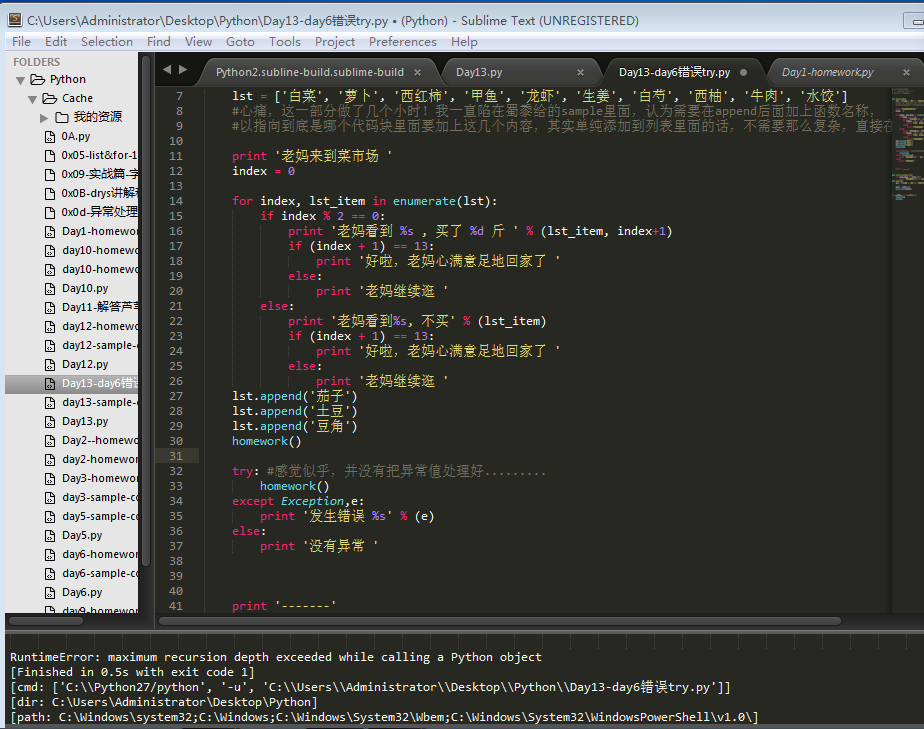 C:\Users\Administrator\Desktop\Python\Day13-day6错误try.py • (Python) - Sublime Text (UNREGISTERED)
File Edit Selection Find View Goto Tools Project Preferences Help
FOLDERS
Python
Cache
我的资源
0A.py
0x05-list&for-1
0x09-实战篇-字
0x0B-drys讲解
0x0d-异常处理
Day1-homewor
day10-homewo
day10-homewo
Day10.py
Day11-解答芦
day12-homewo
day12-sample-c
Day12.py
Day13-day6错误
day13-sample-c
Day13.py
Day2--homewo
day2-homewor
Day3-homewor
day3-sample-co
day5-sample-co
Day5.py
day6-homewor
day6-sample-co
Day6.py
day9-homewor
Python2.subline-build.sublime-build × Day13.py × Day13-day6错误try.py ● Day1-homework.py ×
7 lst = ['白菜', '萝卜', '西红柿', '甲鱼', '龙虾', '生姜', '白芍', '西柚', '牛肉', '水饺']
8 #心痛，这一部分做了几个小时！我一直陷在蜀黍给的sample里面，认为需要在append后面加上函数名称，
9 #以指向到底是哪个代码块里面要加上这几个内容，其实单纯添加到列表里面的话，不需要那么复杂，直接在
10
11 print '老妈来到菜市场 '
12 index = 0
13
14 for index, lst_item in enumerate(lst):
15 if index % 2 == 0:
16 print '老妈看到 %s , 买了 %d 斤 ' % (lst_item, index+1)
17 if (index + 1) == 13:
18 print '好啦，老妈心满意足地回家了 '
19 else:
20 print '老妈继续逛 '
21 else:
22 print '老妈看到%s, 不买' % (lst_item)
23 if (index + 1) == 13:
24 print '好啦，老妈心满意足地回家了 '
25 else:
26 print '老妈继续逛 '
27 lst.append('茄子')
28 lst.append('土豆')
29 lst.append('豆角')
30 homework()
31
32 try: #感觉似乎，并没有把异常值处理好.........
33 homework()
34 except Exception,e:
35 print '发生错误 %s' % (e)
36 else:
37 print '没有异常 '
38
39
40
41 print '-------'
RuntimeError: maximum recursion depth exceeded while calling a Python object
[Finished in 0.5s with exit code 1]
[cmd: ['C:\\Python27/python', '-u', 'C:\\Users\\Administrator\\Desktop\\Python\\Day13-day6错误try.py']]
[dir: C:\Users\Administrator\Desktop\Python]
[path: C:\Windows\system32;C:\Windows;C:\Windows\System32\Wbem;C:\Windows\System32\WindowsPowerShell\v1.0\]